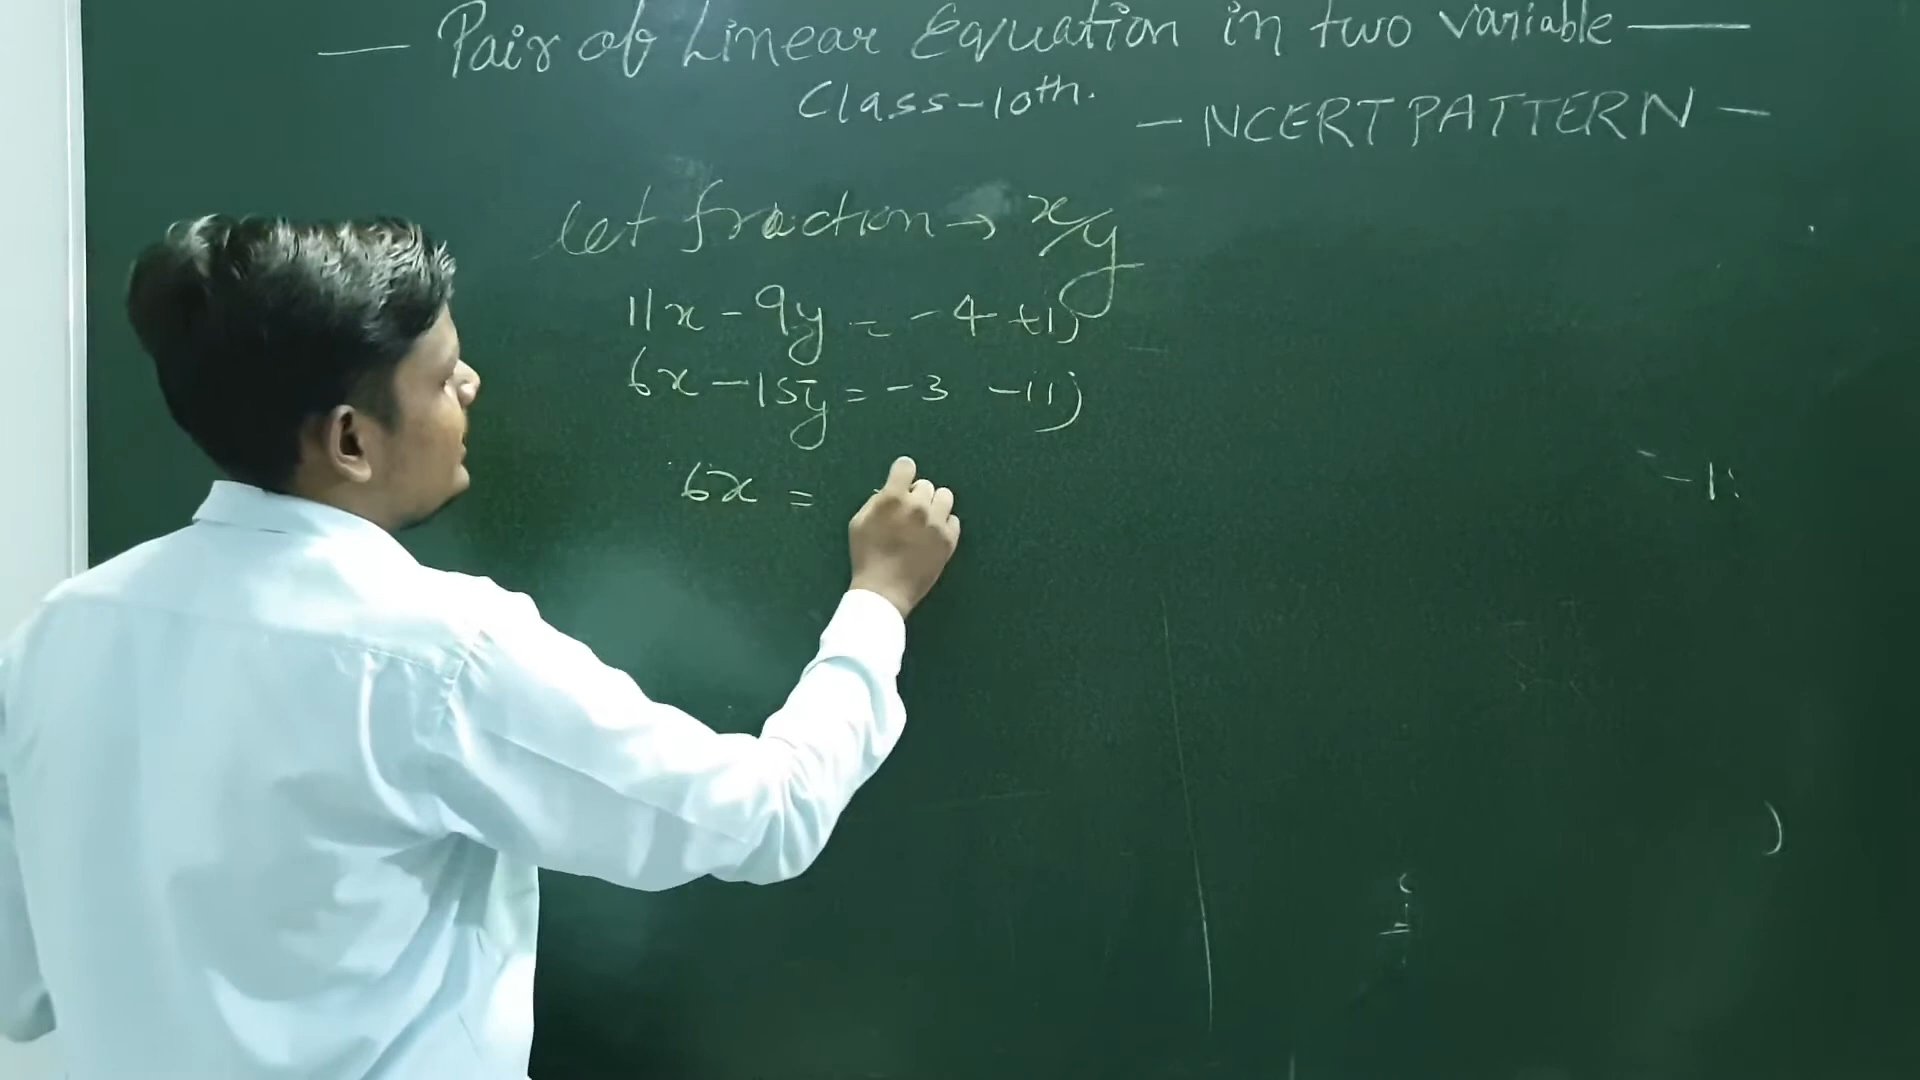 — Pair of Linear Equation in two variable —
Class-10th.
— NCERT PATTERN —
let fraction → x/y
11x - 9y = -4 +i)
6x - 15y = -3 -ii)
6x =